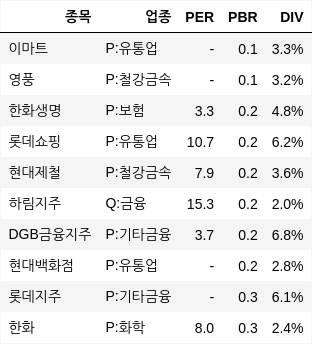 종목 업종 PER PBR DIV
이마트 P:유통업 - 0.1 3.3%
영풍 P:철강금속 - 0.1 3.2%
한화생명 P:보험 3.3 0.2 4.8%
롯데쇼핑 P:유통업 10.7 0.2 6.2%
현대제철 P:철강금속 7.9 0.2 3.6%
하림지주 Q:금융 15.3 0.2 2.0%
DGB금융지주 P:기타금융 3.7 0.2 6.8%
현대백화점 P:유통업 - 0.2 2.8%
롯데지주 P:기타금융 - 0.3 6.1%
한화 P:화학 8.0 0.3 2.4%